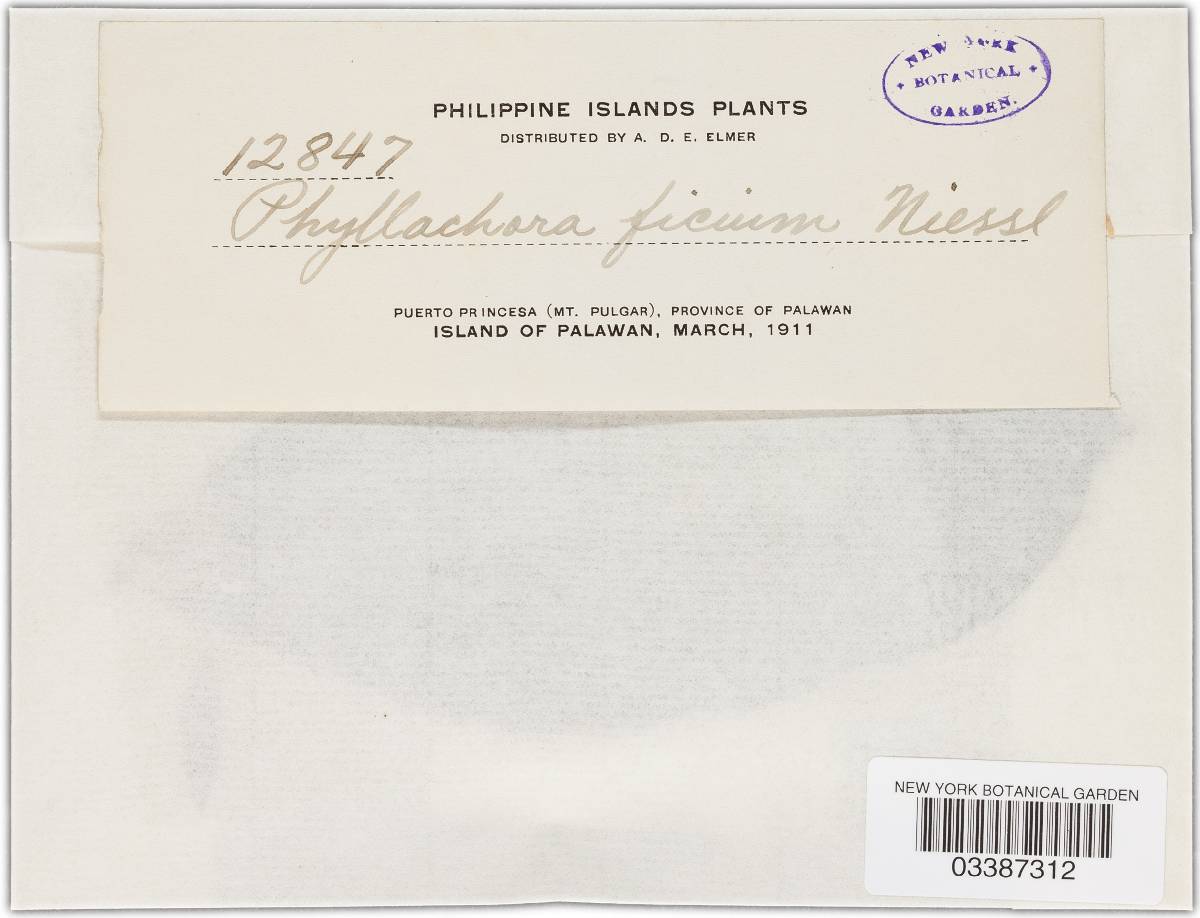 NEW YORK
BOTANICAL
GARDEN.
PHILIPPINE ISLANDS PLANTS
DISTRIBUTED BY A. D. E. ELMER
12847
Phyllachora ficium Niessl
PUERTO PRINCESA (MT. PULGAR), PROVINCE OF PALAWAN
ISLAND OF PALAWAN, MARCH, 1911
NEW YORK BOTANICAL GARDEN
03387312